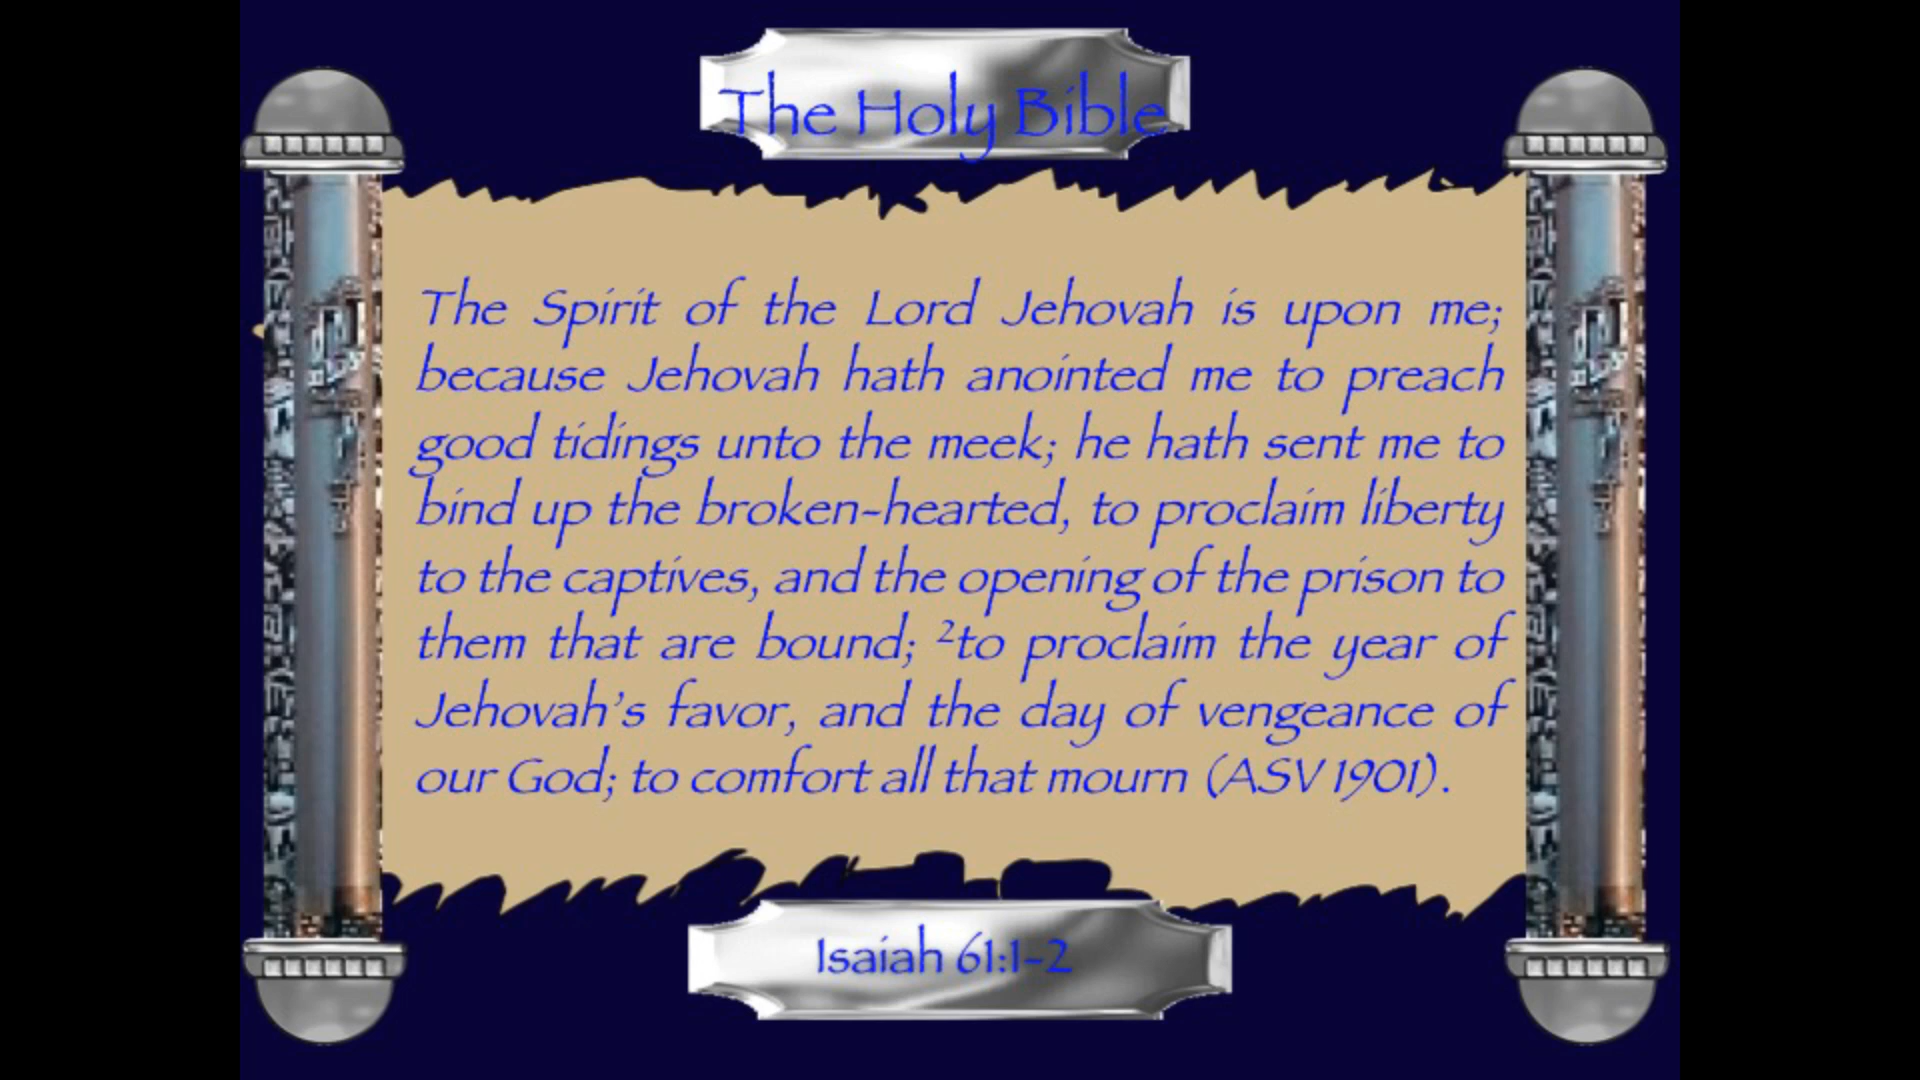 The Holy Bible
The Spirit of the Lord Jehovah is upon me;
because Jehovah hath anointed me to preach
good tidings unto the meek; he hath sent me to
bind up the broken-hearted, to proclaim liberty
to the captives, and the opening of the prison to
them that are bound; ²to proclaim the year of
Jehovah’s favor, and the day of vengeance of
our God; to comfort all that mourn (ASV 1901).
Isaiah 61:1-2